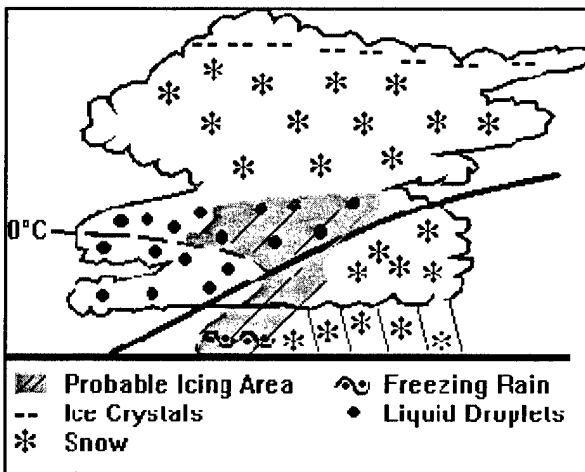 0°C
Probable Icing Area
Freezing Rain
Ice Crystals
Liquid Droplets
Snow